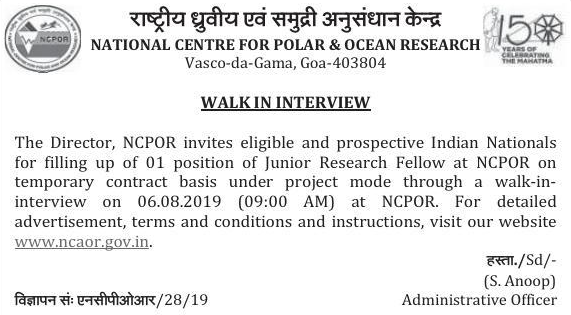 राष्ट्रीय ध्रुवीय एवं समुद्री अनुसंधान केन्द्र
NATIONAL CENTRE FOR POLAR & OCEAN RESEARCH
Vasco-da-Gama, Goa-403804
NCPOR
150
YEARS OF
CELEBRATING
THE MAHATMA
WALK IN INTERVIEW
The Director, NCPOR invites eligible and prospective Indian Nationals
for filling up of 01 position of Junior Research Fellow at NCPOR on
temporary contract basis under project mode through a walk-in-
interview on 06.08.2019 (09:00 AM) at NCPOR. For detailed
advertisement, terms and conditions and instructions, visit our website
www.ncaor.gov.in.
हस्ता./Sd/-
(S. Anoop)
विज्ञापन संः एनसीपीओआर/28/19 Administrative Officer